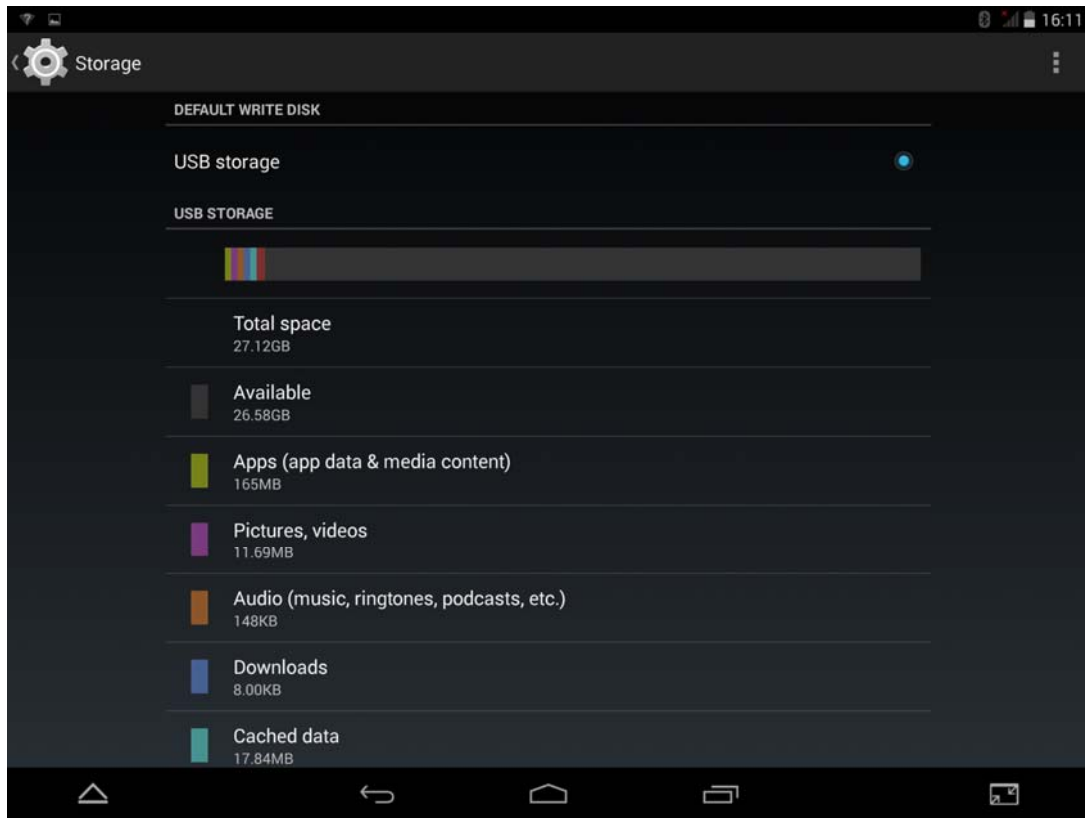 16:11
Storage
DEFAULT WRITE DISK
USB storage
USB STORAGE
Total space
27.12GB
Available
26.58GB
Apps (app data & media content)
165MB
Pictures, videos
11.69MB
Audio (music, ringtones, podcasts, etc.)
148KB
Downloads
8.00KB
Cached data
17.84MB